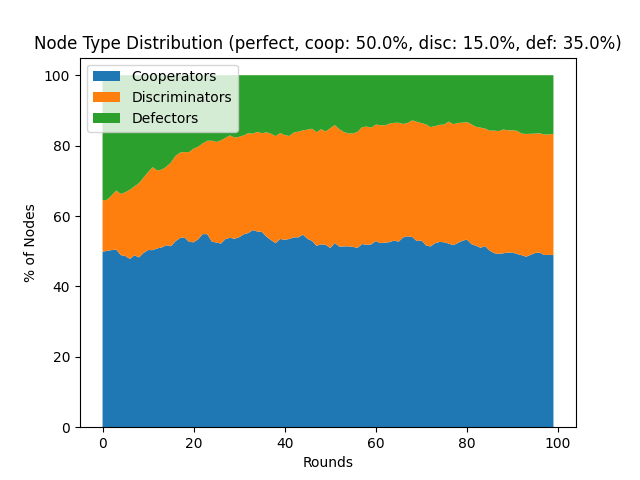 Node Type Distribution (perfect, coop: 50.0%, disc: 15.0%, def: 35.0%)
Cooperators
Discriminators
Defectors
% of Nodes
100
80
60
40
20
0
0 20 40 60 80 100
Rounds